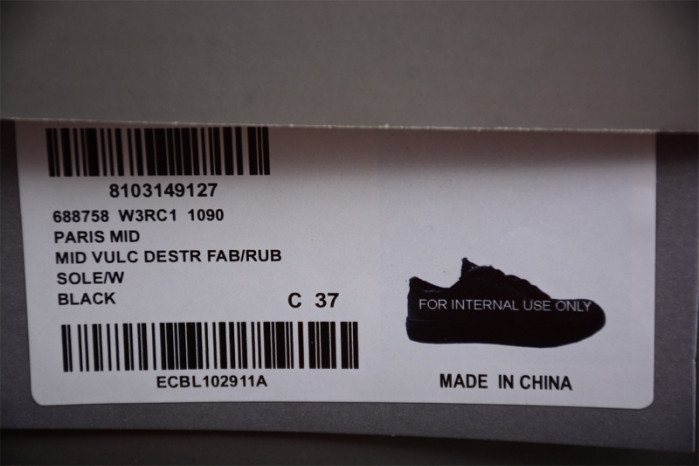 8103149127
688758 W3RC1 1090
PARIS MID
MID VULC DESTR FAB/RUB
SOLE/W
BLACK C 37
FOR INTERNAL USE ONLY
ECBL102911A
MADE IN CHINA